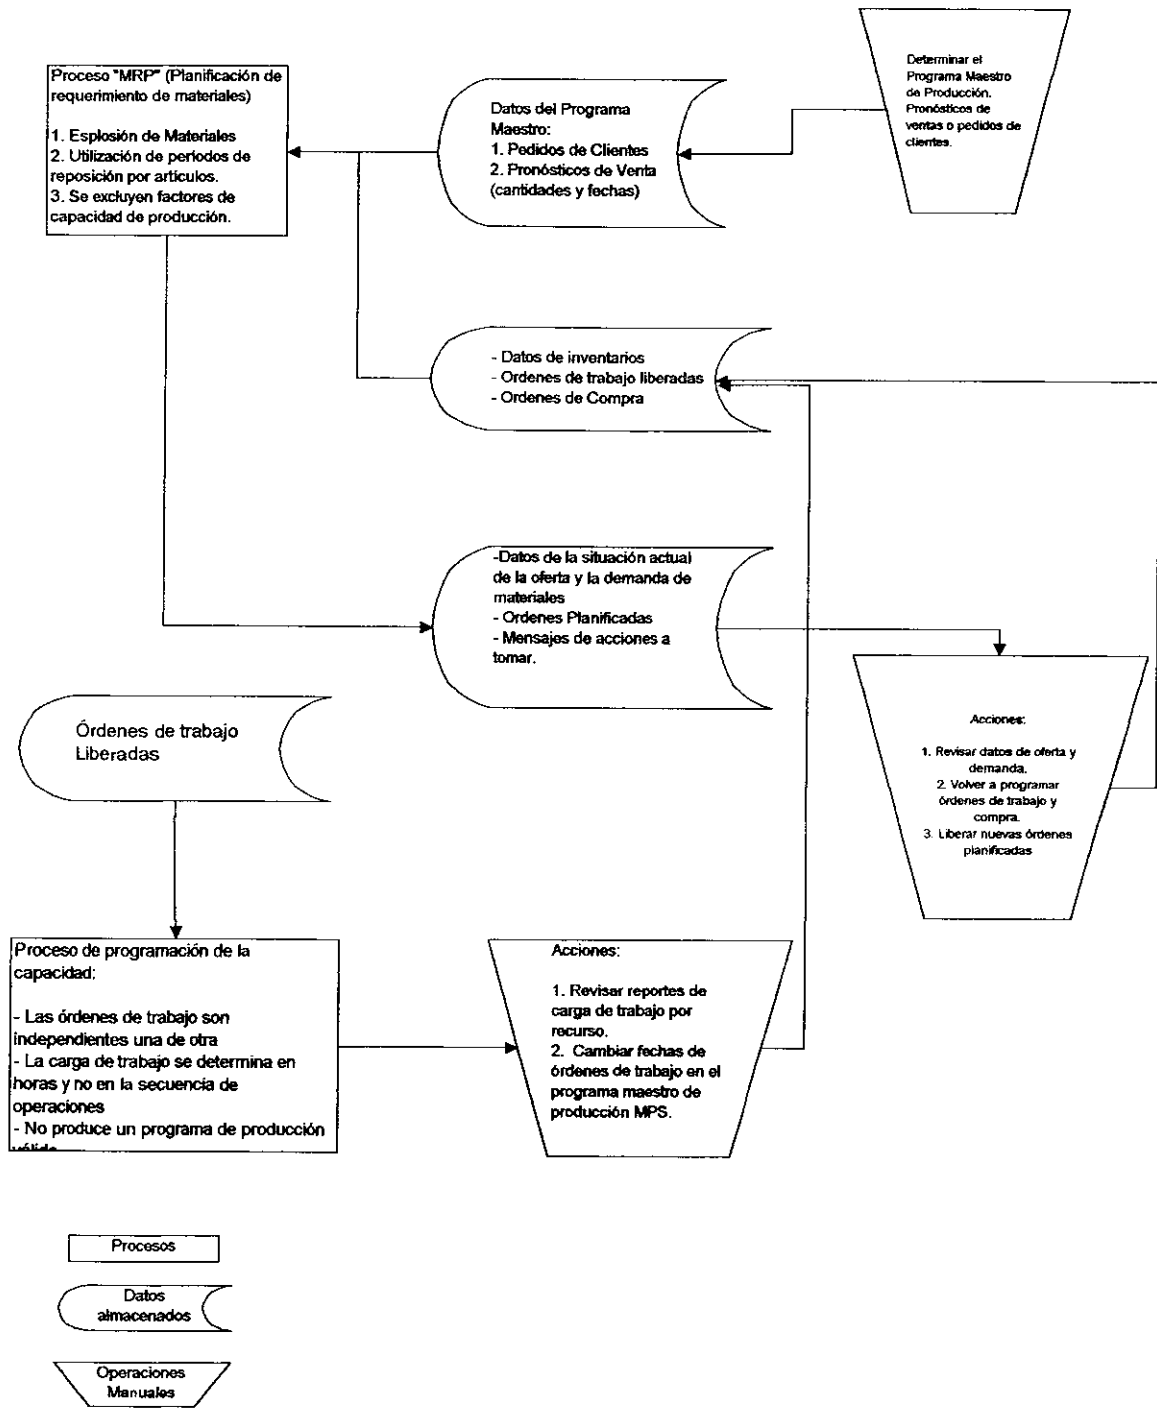 Determinar el
Programa Maestro
de Producción.
Pronósticos de
ventas o pedidos de
clientes.
Proceso "MRP" (Planificación de
requerimiento de materiales)
1. Esplosión de Materiales
2. Utilización de períodos de
reposición por artículos.
3. Se excluyen factores de
capacidad de producción.
Datos del Programa
Maestro:
1. Pedidos de Clientes
2. Pronósticos de Venta
(cantidades y fechas)
- Datos de inventarios
- Ordenes de trabajo liberadas
- Ordenes de Compra
-Datos de la situación actual
de la oferta y la demanda de
materiales
- Ordenes Planificadas
- Mensajes de acciones a
tomar.
Órdenes de trabajo
Liberadas
Acciones:
1. Revisar datos de oferta y
demanda.
2. Volver a programar
órdenes de trabajo y
compra.
3. Liberar nuevas órdenes
planificadas
Proceso de programación de la
capacidad:
- Las órdenes de trabajo son
independientes una de otra
- La carga de trabajo se determina en
horas y no en la secuencia de
operaciones
- No produce un programa de producción
válido
Acciones:
1. Revisar reportes de
carga de trabajo por
recurso.
2. Cambiar fechas de
órdenes de trabajo en el
programa maestro de
producción MPS.
Procesos
Datos
almacenados
Operaciones
Manuales